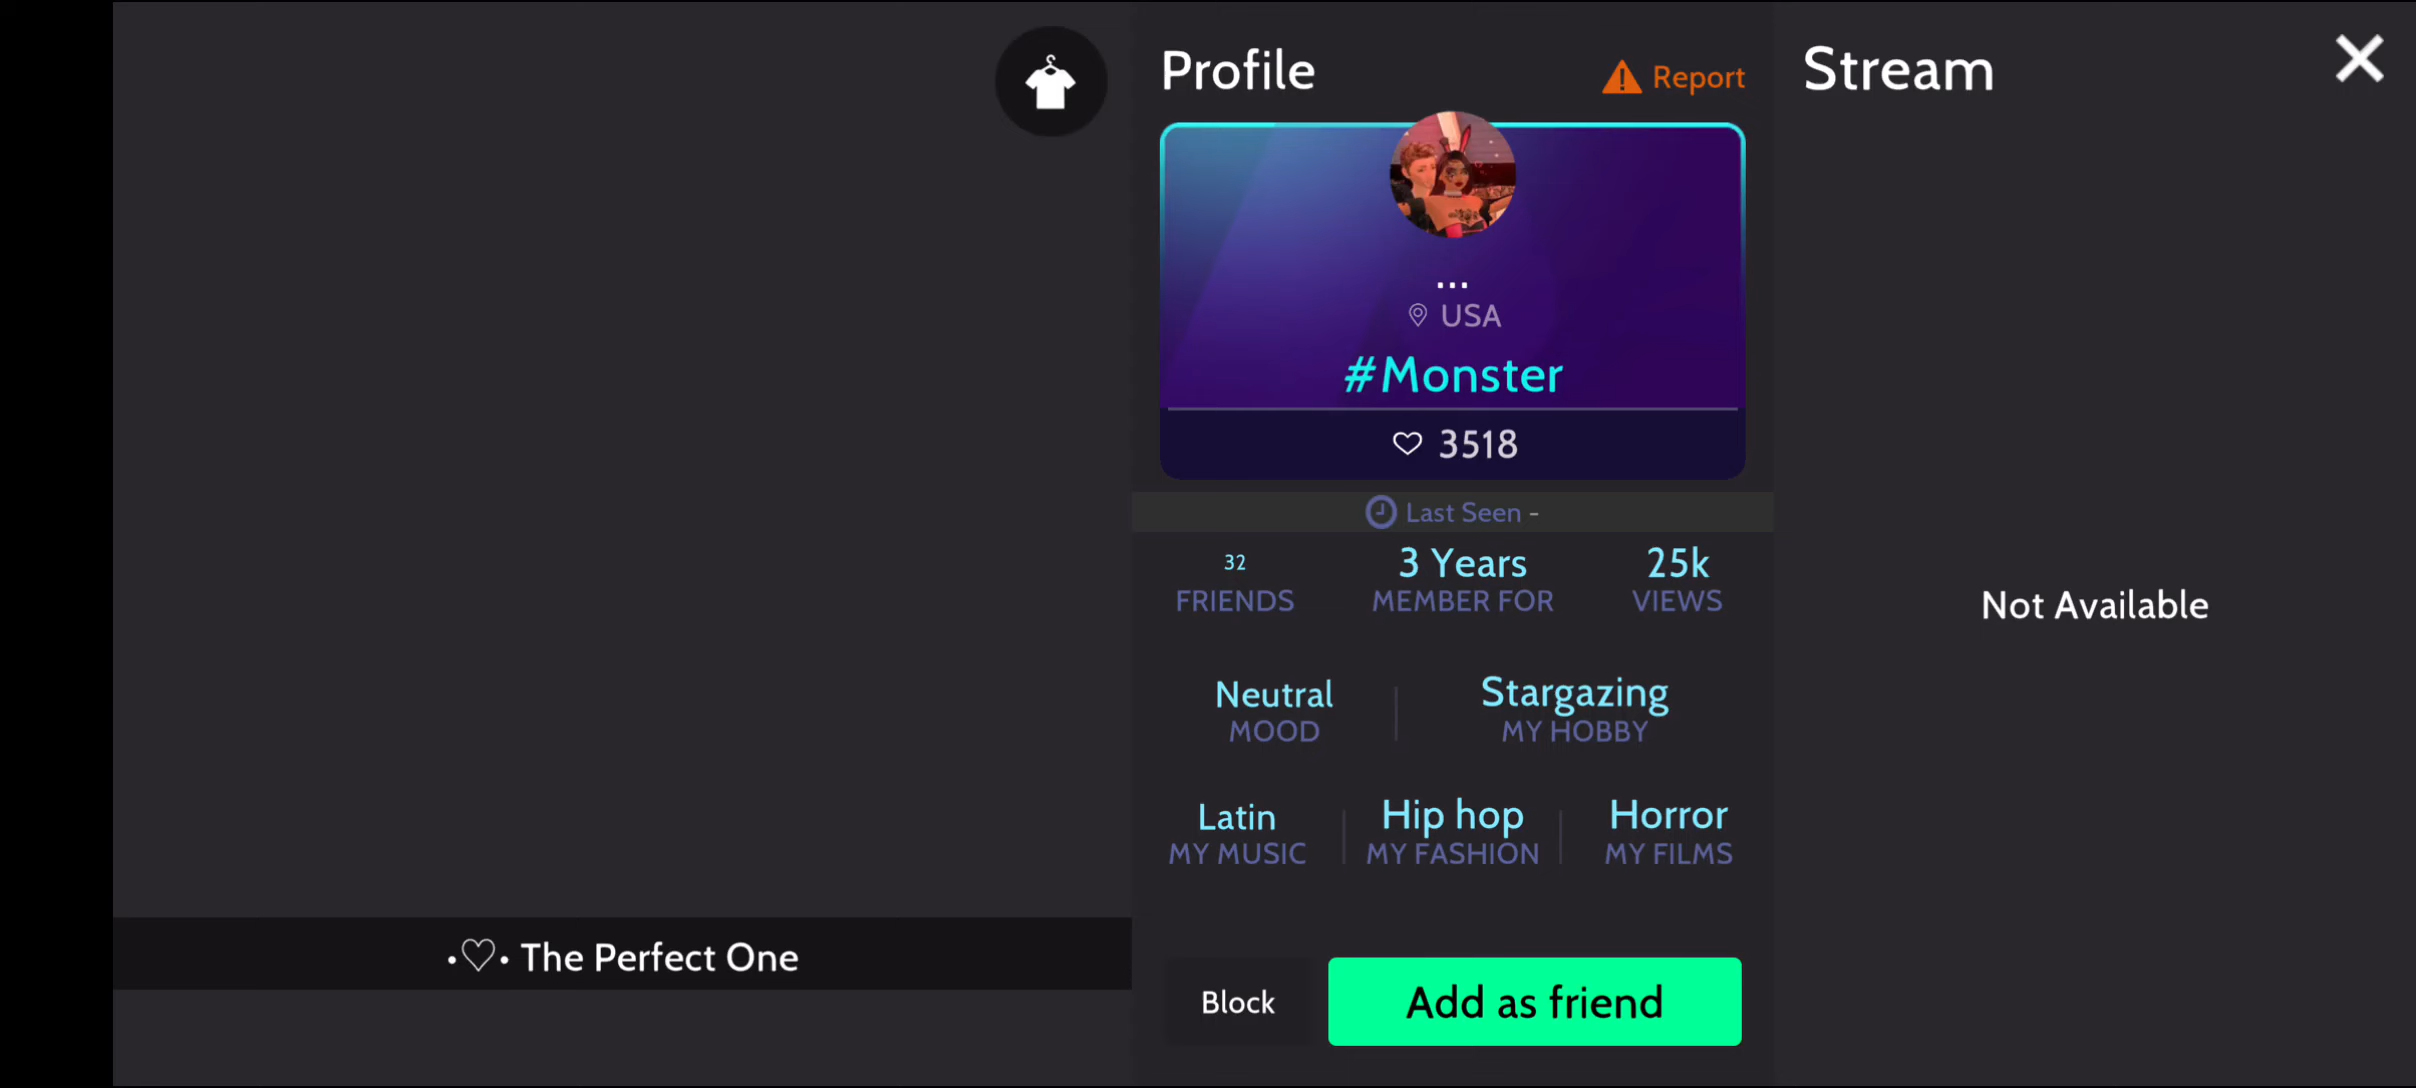 Profile
Report
...
USA
#Monster
3518
Last Seen -
32
FRIENDS
3 Years
MEMBER FOR
25k
VIEWS
Neutral
MOOD
Stargazing
MY HOBBY
Latin
MY MUSIC
Hip hop
MY FASHION
Horror
MY FILMS
Block
Add as friend
•♡• The Perfect One
Stream
Not Available